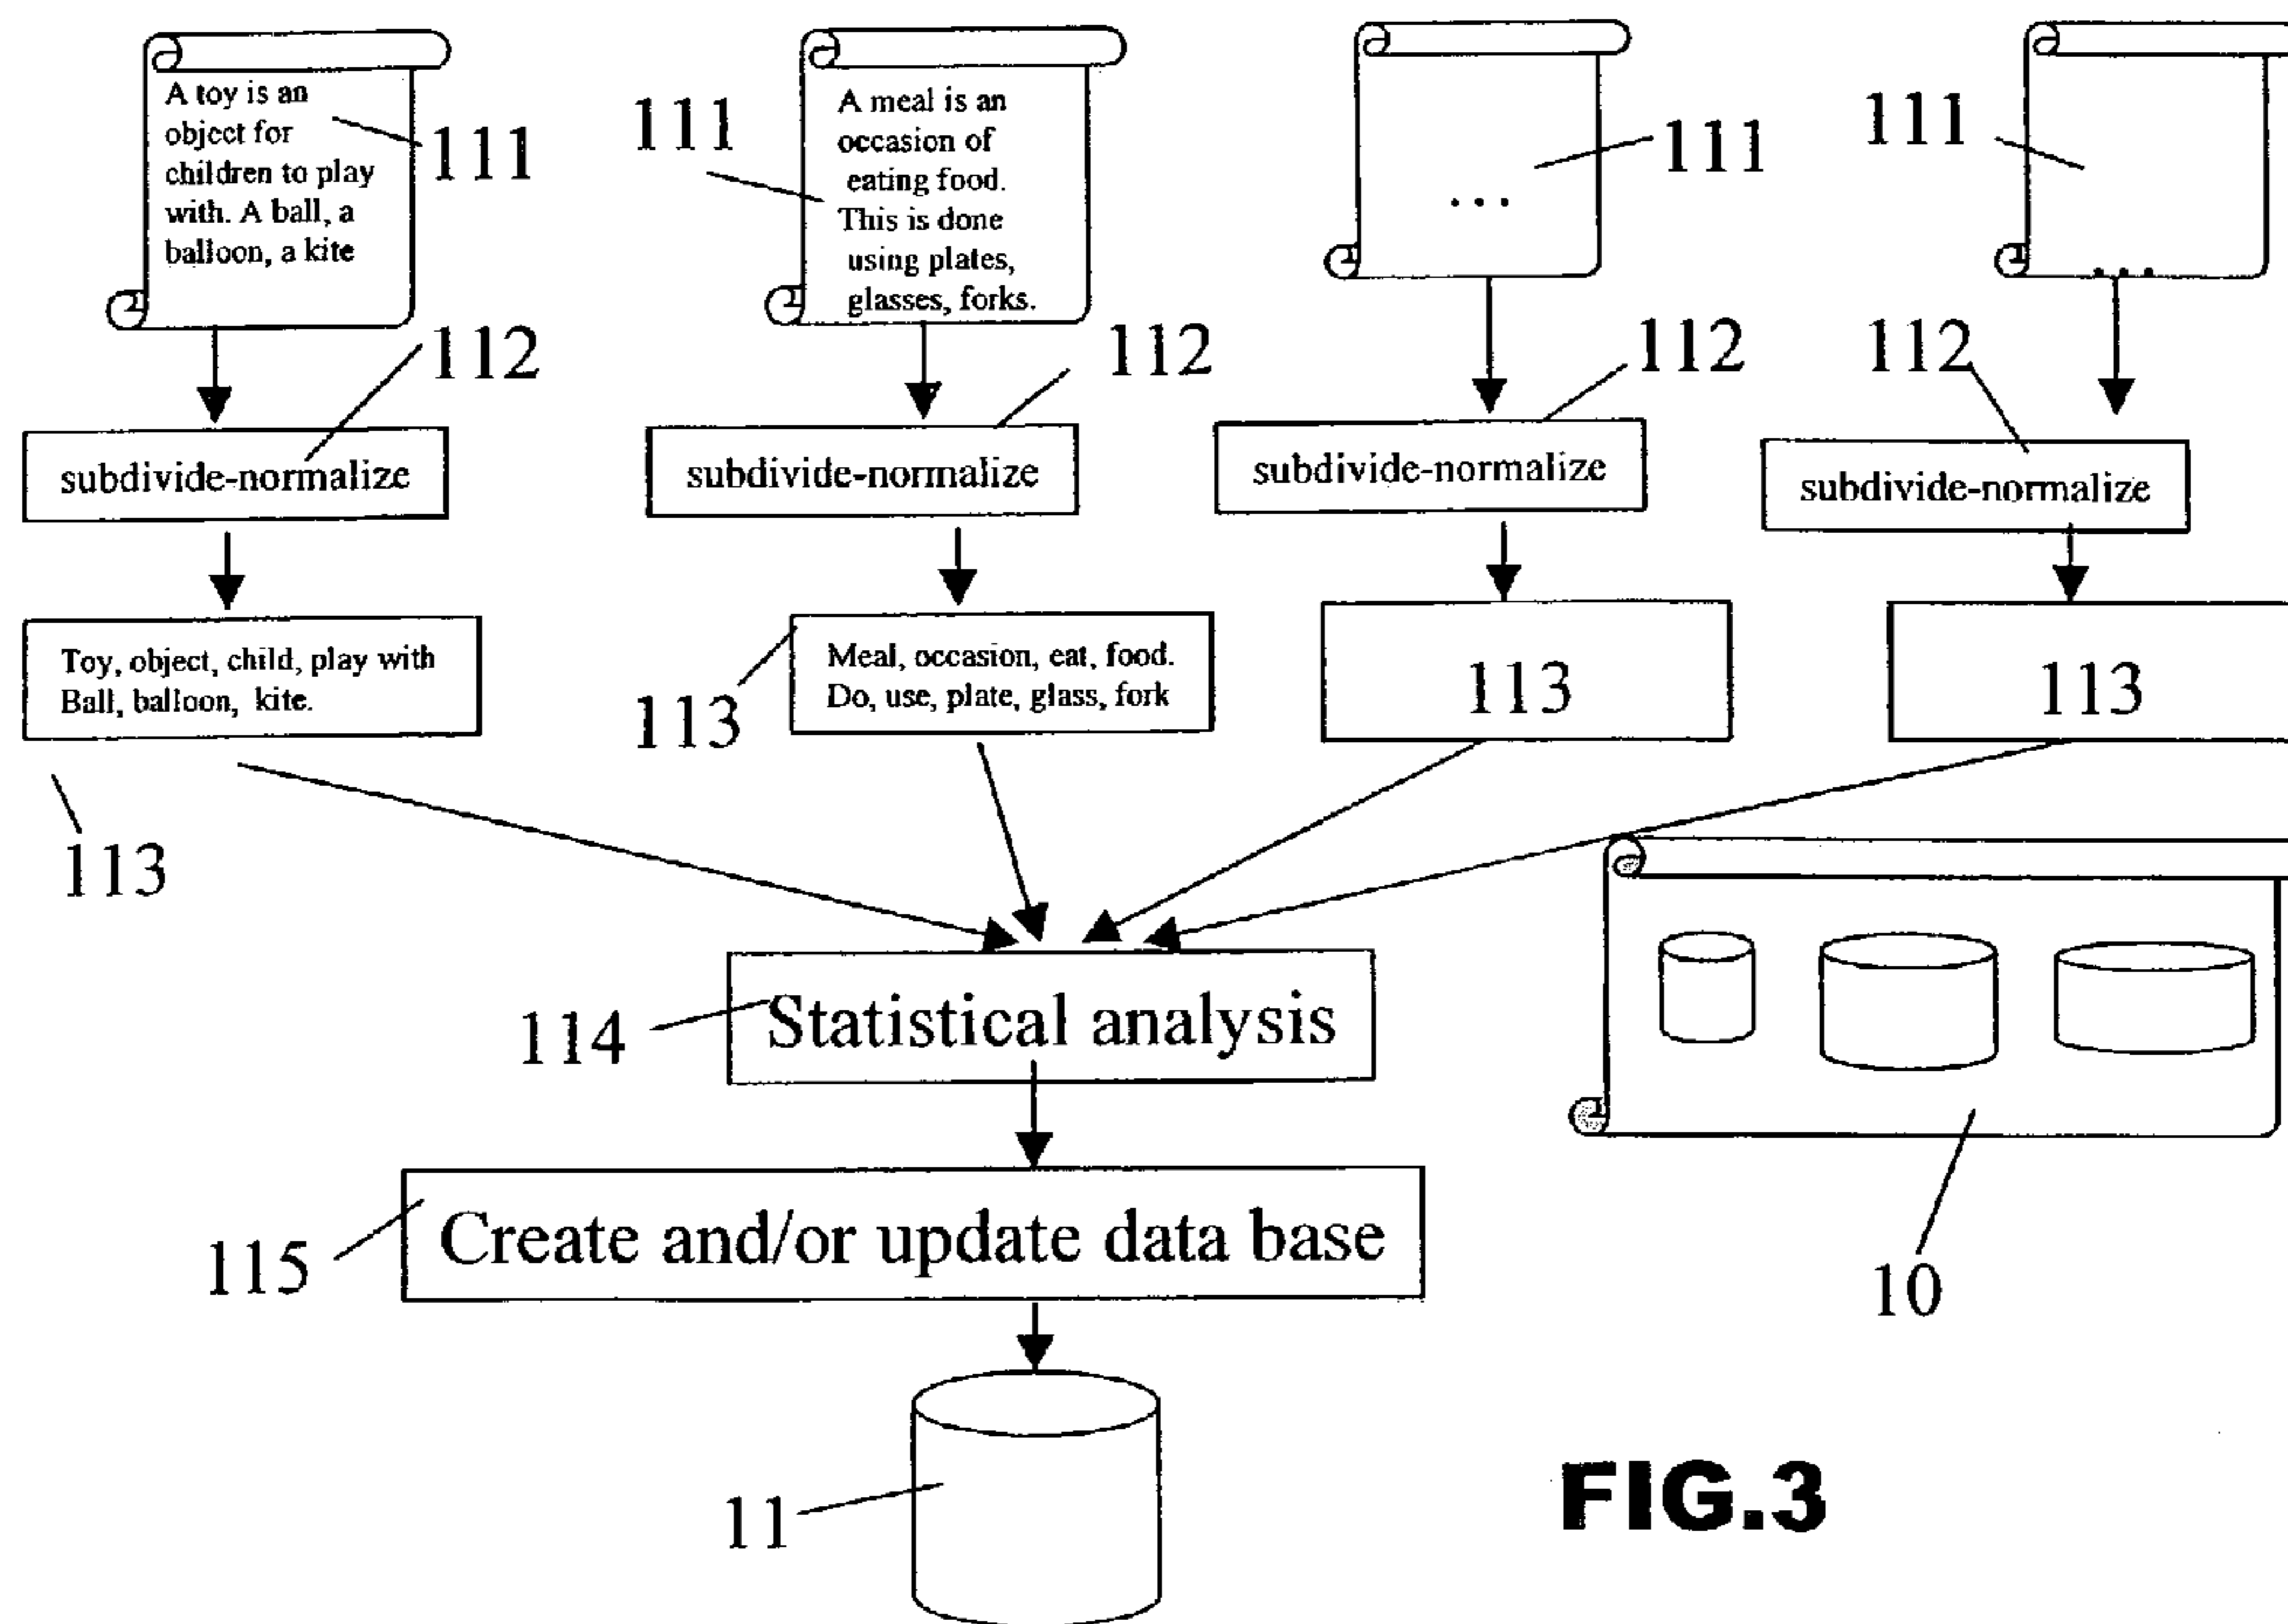 A toy is an
object for
children to play
with. A ball, a
balloon, a kite
111
111
A meal is an
occasion of
eating food.
This is done
using plates,
glasses, forks.
...
111
111
...
112
112
112
112
subdivide-normalize
subdivide-normalize
subdivide-normalize
subdivide-normalize
Toy, object, child, play with
Ball, balloon, kite.
113
Meal, occasion, eat, food.
Do, use, plate, glass, fork
113
113
113
114
Statistical analysis
115
Create and/or update data base
10
11
FIG.3